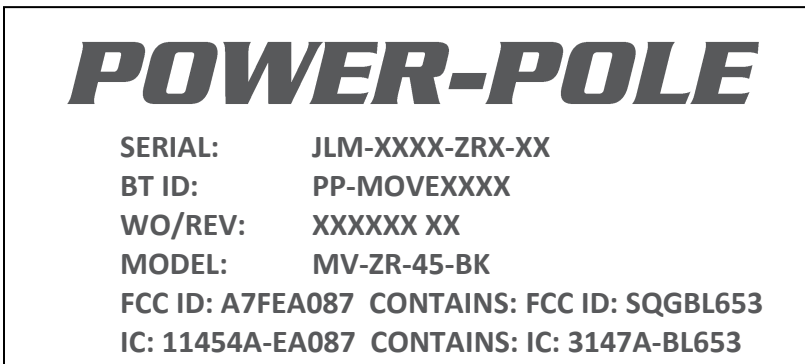 POWER-POLE
SERIAL: JLM-XXXX-ZRX-XX
BT ID: PP-MOVEXXXX
WO/REV: XXXXXX XX
MODEL: MV-ZR-45-BK
FCC ID: A7FEA087 CONTAINS: FCC ID: SQGBL653
IC: 11454A-EA087 CONTAINS: IC: 3147A-BL653